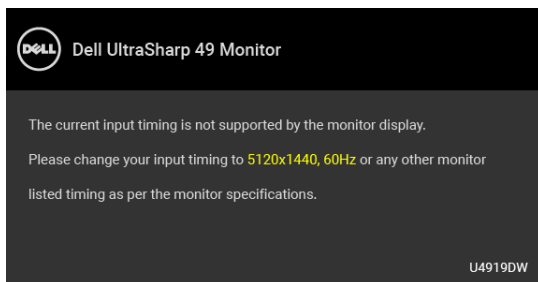 DELL
Dell UltraSharp 49 Monitor
The current input timing is not supported by the monitor display.
Please change your input timing to 5120x1440, 60Hz or any other monitor
listed timing as per the monitor specifications.
U4919DW